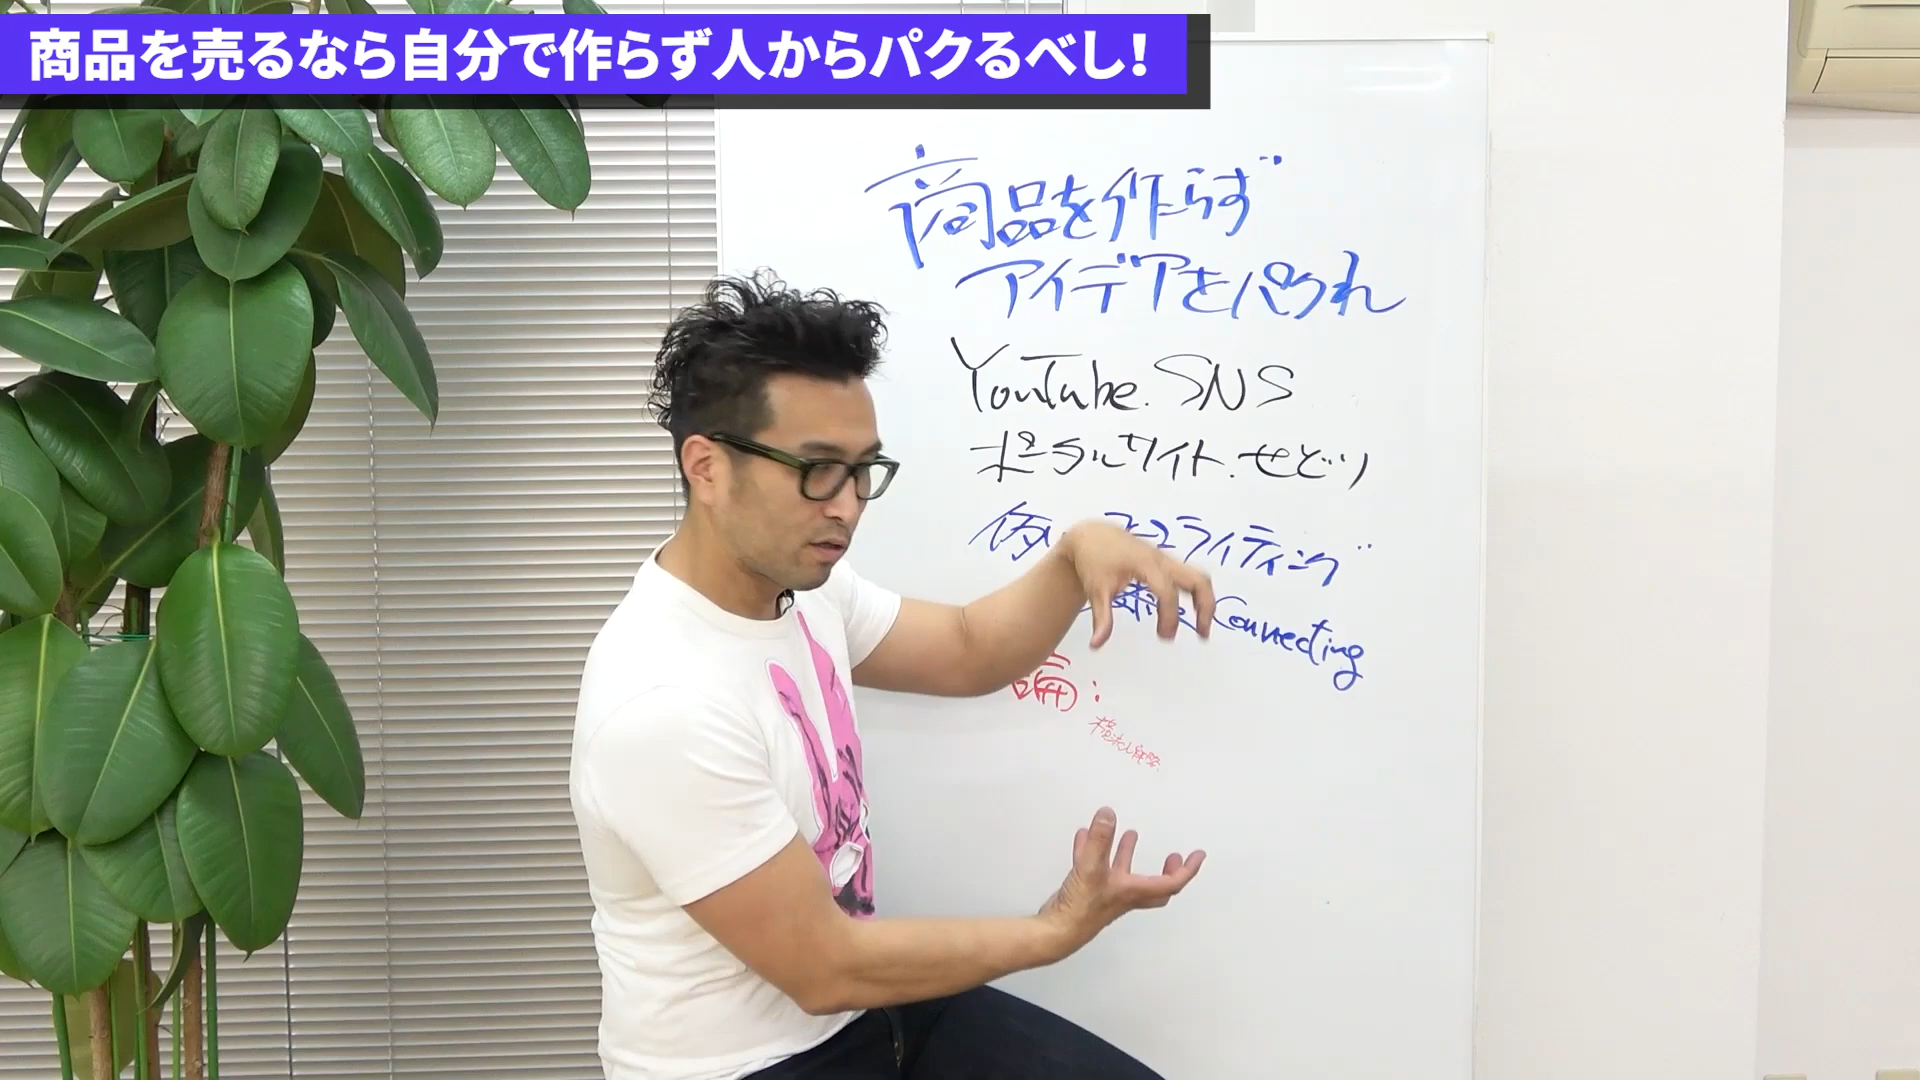 商品を売るなら自分で作らず人からパクるべし!
商品を作らず
アイデアをパクれ
YouTube. SNS
ポータルサイト. せどり
ライティング
Connecting
論: